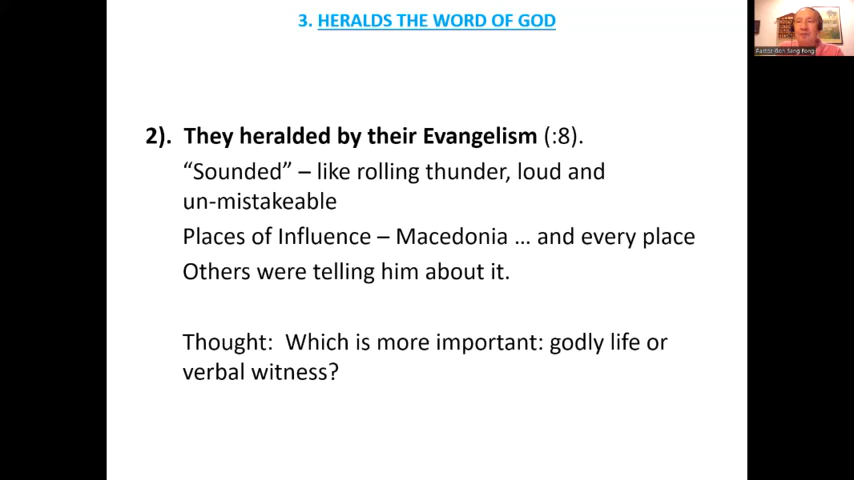 3. HERALDS THE WORD OF GOD
2). They heralded by their Evangelism (:8).
“Sounded” – like rolling thunder, loud and
un-mistakeable
Places of Influence – Macedonia ... and every place
Others were telling him about it.
Thought: Which is more important: godly life or
verbal witness?